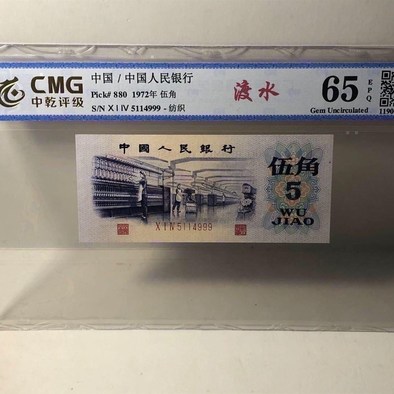 CMG
中乾评级
中国 / 中国人民银行
Pick# 880 1972年 伍角
S/N X I IV 5114999 - 纺织
渡水
65
EPQ
Gem Uncirculated
1190
中國人民銀行
伍角
5
WU
JIAO
X I IV 5114999